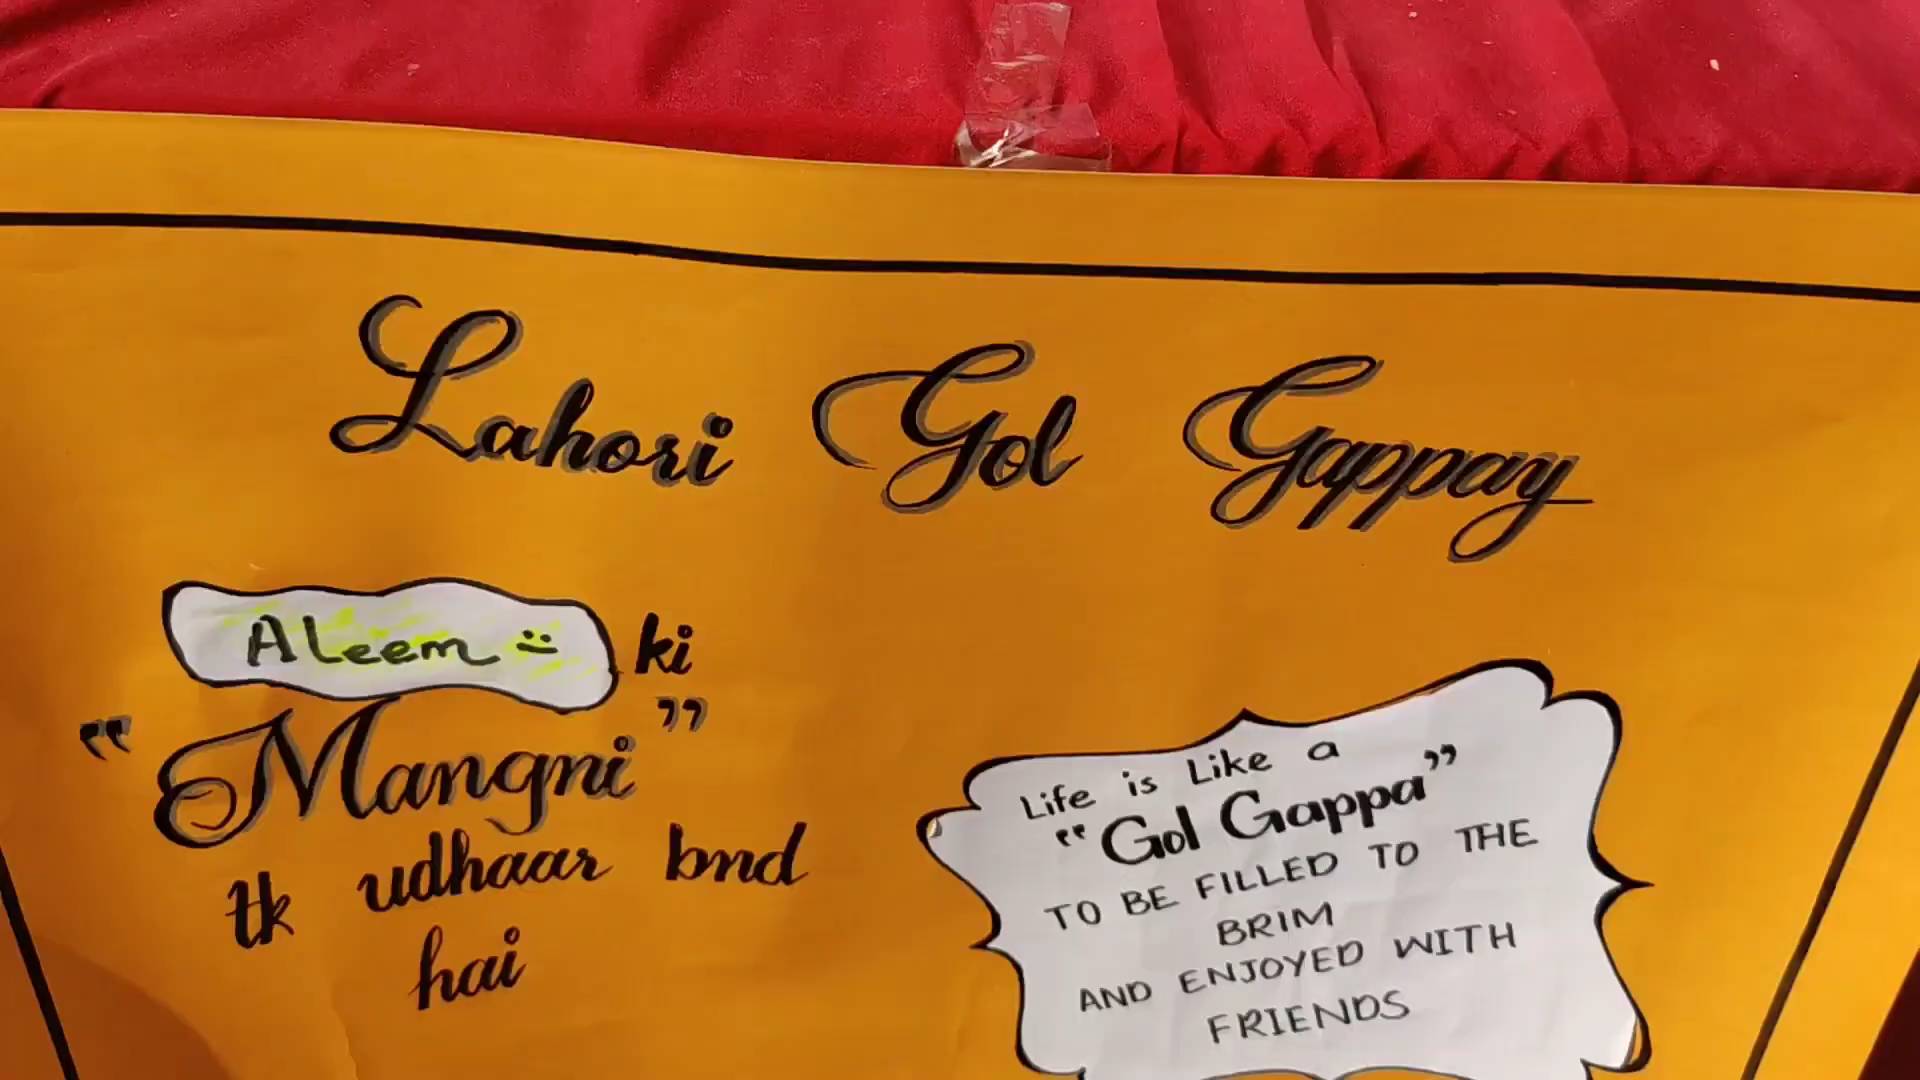 Lahori Gol Gappay
Aleem ki
"Mangni"
tk udhaar bnd
hai
Life is Like a
"Gol Gappa"
TO BE FILLED TO THE
BRIM
AND ENJOYED WITH
FRIENDS